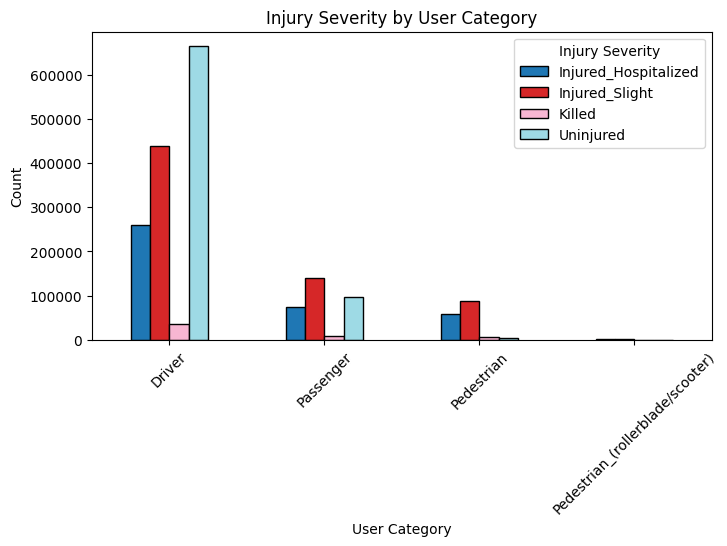 Injury Severity by User Category
Injury Severity
Injured_Hospitalized
Injured_Slight
Killed
Uninjured
Count
600000
500000
400000
300000
200000
100000
0
Driver
Passenger
Pedestrian
Pedestrian_(rollerblade/scooter)
User Category